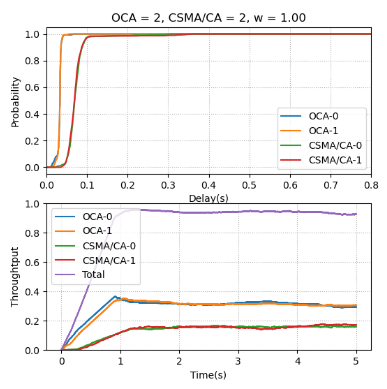 OCA = 2, CSMA/CA = 2, w = 1.00
1.0
0.8
0.6
0.4
0.2
0.0
Probability
OCA-0
OCA-1
CSMA/CA-0
CSMA/CA-1
0.0 0.1 0.2 0.3 0.4 0.5 0.6 0.7 0.8
Delay(s)
1.0
0.8
0.6
0.4
0.2
0.0
Throughtput
OCA-0
OCA-1
CSMA/CA-0
CSMA/CA-1
Total
0 1 2 3 4 5
Time(s)